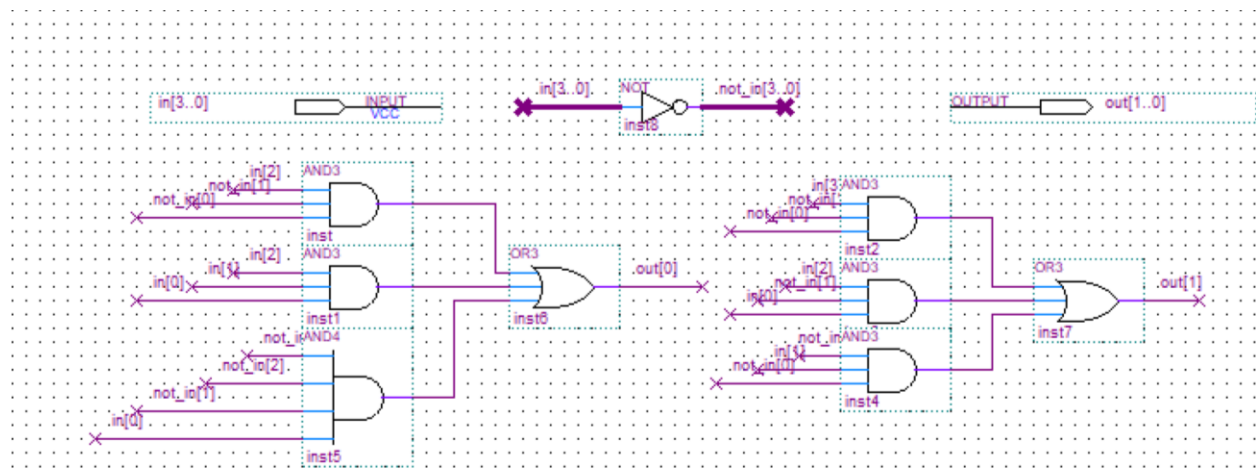 in[3..0]
INPUT
VCC
in[3..0]
NOT
not_in[3..0]
inst8
OUTPUT
out[1..0]
in[2]
not_in[1]
not_in[0]
AND3
inst
in[2]
in[1]
in[0]
AND3
inst1
not_in[2]
not_in[1]
in[0]
AND4
inst5
OR3
out[0]
inst6
in[3
not_in[0]
AND3
inst2
in[2]
not_in[1]
in[0]
AND3
in[1]
not_in[0]
AND3
inst4
OR3
out[1]
inst7